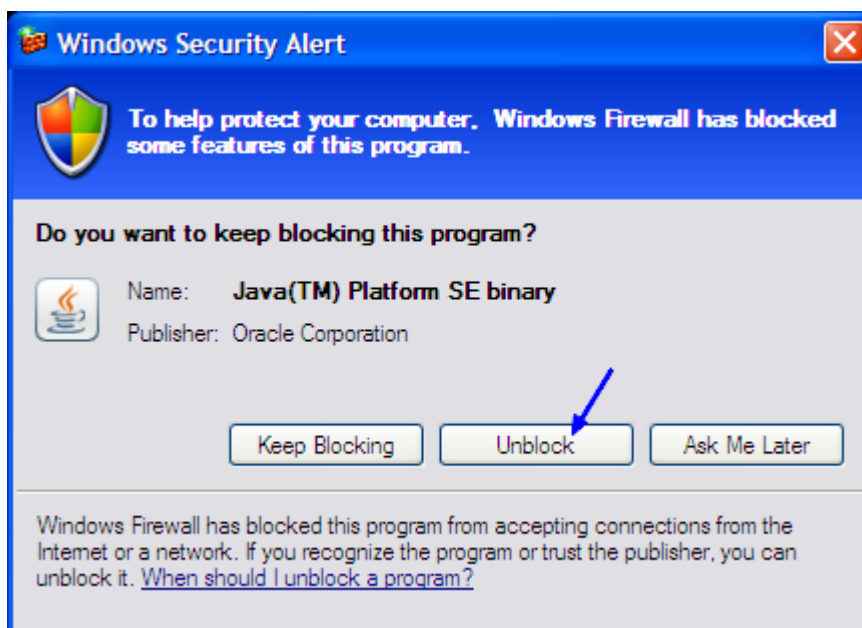 Windows Security Alert
To help protect your computer,  Windows Firewall has blocked
some features of this program.
Do you want to keep blocking this program?
Name: Java(TM) Platform SE binary
Publisher: Oracle Corporation
Keep Blocking Unblock Ask Me Later
Windows Firewall has blocked this program from accepting connections from the
Internet or a network. If you recognize the program or trust the publisher, you can
unblock it. When should I unblock a program?